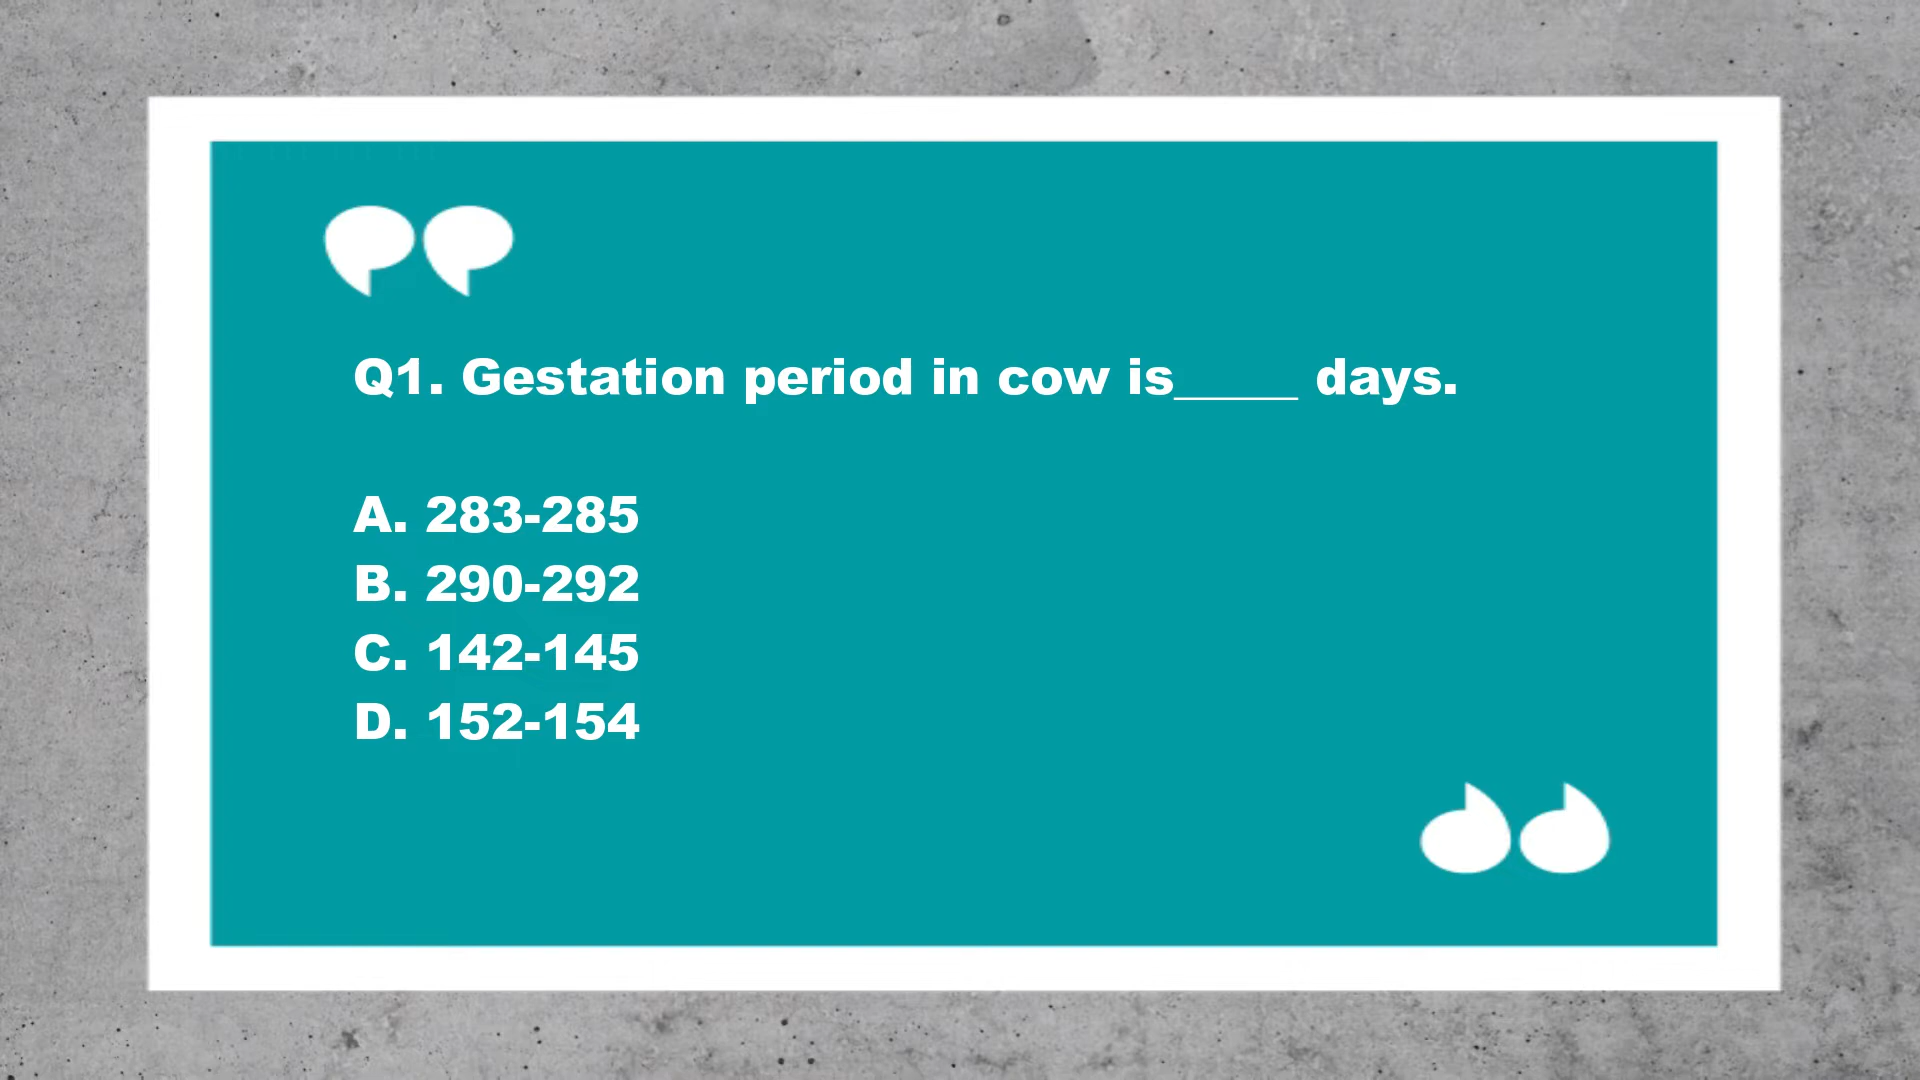 Q1. Gestation period in cow is_____ days.
A. 283-285
B. 290-292
C. 142-145
D. 152-154